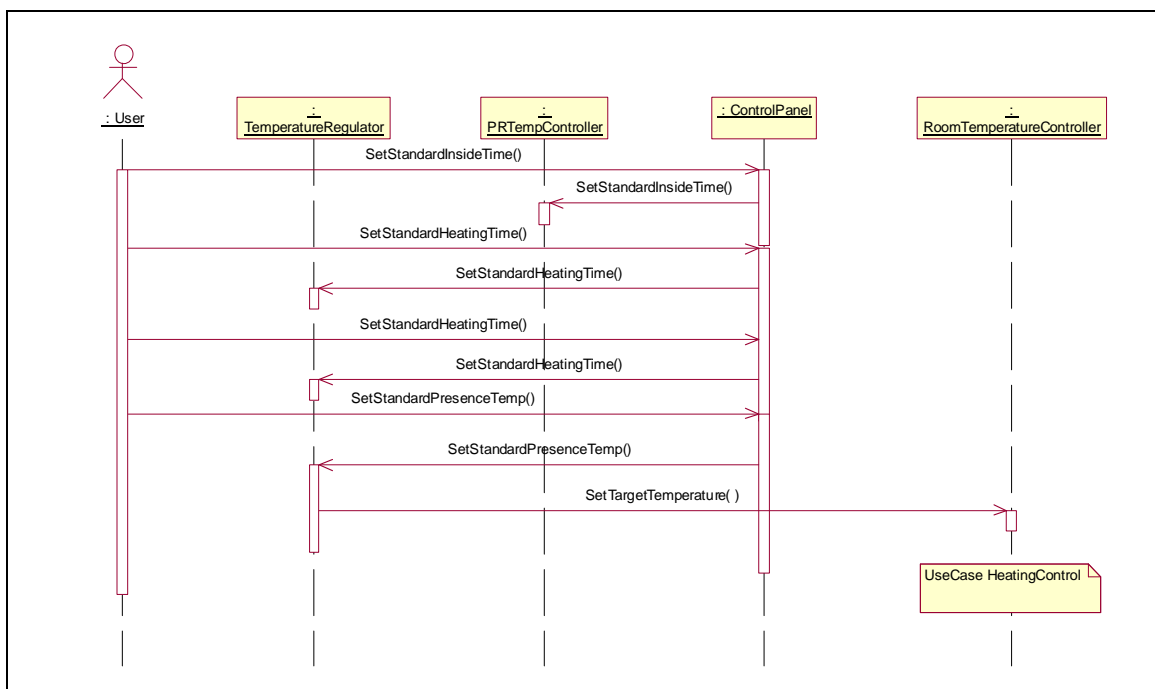 : User
:
TemperatureRegulator
:
PRTempController
: ControlPanel
:
RoomTemperatureController
SetStandardInsideTime()
SetStandardInsideTime()
SetStandardHeatingTime()
SetStandardHeatingTime()
SetStandardHeatingTime()
SetStandardHeatingTime()
SetStandardPresenceTemp()
SetStandardPresenceTemp()
SetTargetTemperature( )
UseCase HeatingControl